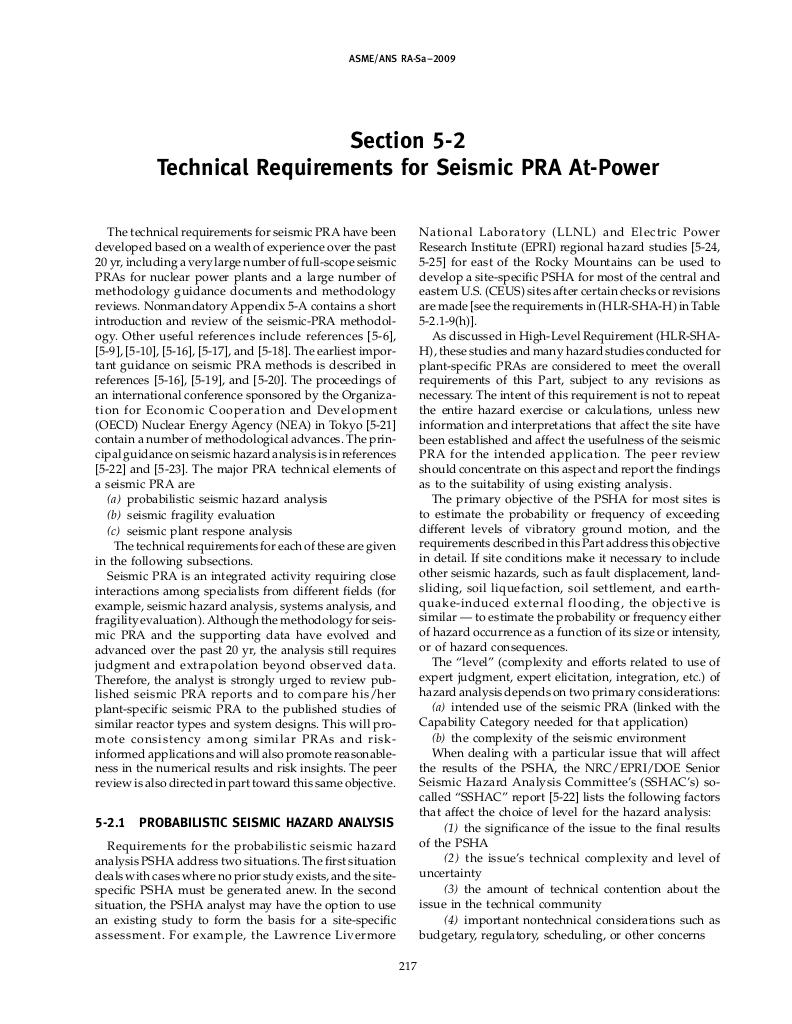 ASME/ANS RA-Sa–2009
Section 5-2
Technical Requirements for Seismic PRA At-Power
The technical requirements for seismic PRA have been
developed based on a wealth of experience over the past
20 yr, including a very large number of full-scope seismic
PRAs for nuclear power plants and a large number of
methodology guidance documents and methodology
reviews. Nonmandatory Appendix 5-A contains a short
introduction and review of the seismic-PRA methodol-
ogy. Other useful references include references [5-6],
[5-9], [5-10], [5-16], [5-17], and [5-18]. The earliest impor-
tant guidance on seismic PRA methods is described in
references [5-16], [5-19], and [5-20]. The proceedings of
an international conference sponsored by the Organiza-
tion for Economic Cooperation and Development
(OECD) Nuclear Energy Agency (NEA) in Tokyo [5-21]
contain a number of methodological advances. The prin-
cipal guidance on seismic hazard analysis is in references
[5-22] and [5-23]. The major PRA technical elements of
a seismic PRA are
(a) probabilistic seismic hazard analysis
(b) seismic fragility evaluation
(c) seismic plant respone analysis
The technical requirements for each of these are given
in the following subsections.
Seismic PRA is an integrated activity requiring close
interactions among specialists from different fields (for
example, seismic hazard analysis, systems analysis, and
fragility evaluation). Although the methodology for seis-
mic PRA and the supporting data have evolved and
advanced over the past 20 yr, the analysis still requires
judgment and extrapolation beyond observed data.
Therefore, the analyst is strongly urged to review pub-
lished seismic PRA reports and to compare his/her
plant-specific seismic PRA to the published studies of
similar reactor types and system designs. This will pro-
mote consistency among similar PRAs and risk-
informed applications and will also promote reasonable-
ness in the numerical results and risk insights. The peer
review is also directed in part toward this same objective.
5-2.1 PROBABILISTIC SEISMIC HAZARD ANALYSIS
Requirements for the probabilistic seismic hazard
analysis PSHA address two situations. The first situation
deals with cases where no prior study exists, and the site-
specific PSHA must be generated anew. In the second
situation, the PSHA analyst may have the option to use
an existing study to form the basis for a site-specific
assessment. For example, the Lawrence Livermore
National Laboratory (LLNL) and Electric Power
Research Institute (EPRI) regional hazard studies [5-24,
5-25] for east of the Rocky Mountains can be used to
develop a site-specific PSHA for most of the central and
eastern U.S. (CEUS) sites after certain checks or revisions
are made [see the requirements in (HLR-SHA-H) in Table
5-2.1-9(h)].
As discussed in High-Level Requirement (HLR-SHA-
H), these studies and many hazard studies conducted for
plant-specific PRAs are considered to meet the overall
requirements of this Part, subject to any revisions as
necessary. The intent of this requirement is not to repeat
the entire hazard exercise or calculations, unless new
information and interpretations that affect the site have
been established and affect the usefulness of the seismic
PRA for the intended application. The peer review
should concentrate on this aspect and report the findings
as to the suitability of using existing analysis.
The primary objective of the PSHA for most sites is
to estimate the probability or frequency of exceeding
different levels of vibratory ground motion, and the
requirements described in this Part address this objective
in detail. If site conditions make it necessary to include
other seismic hazards, such as fault displacement, land-
sliding, soil liquefaction, soil settlement, and earth-
quake-induced external flooding, the objective is
similar — to estimate the probability or frequency either
of hazard occurrence as a function of its size or intensity,
or of hazard consequences.
The “level” (complexity and efforts related to use of
expert judgment, expert elicitation, integration, etc.) of
hazard analysis depends on two primary considerations:
(a) intended use of the seismic PRA (linked with the
Capability Category needed for that application)
(b) the complexity of the seismic environment
When dealing with a particular issue that will affect
the results of the PSHA, the NRC/EPRI/DOE Senior
Seismic Hazard Analysis Committee’s (SSHAC’s) so-
called “SSHAC” report [5-22] lists the following factors
that affect the choice of level for the hazard analysis:
(1) the significance of the issue to the final results
of the PSHA
(2) the issue’s technical complexity and level of
uncertainty
(3) the amount of technical contention about the
issue in the technical community
(4) important nontechnical considerations such as
budgetary, regulatory, scheduling, or other concerns
217